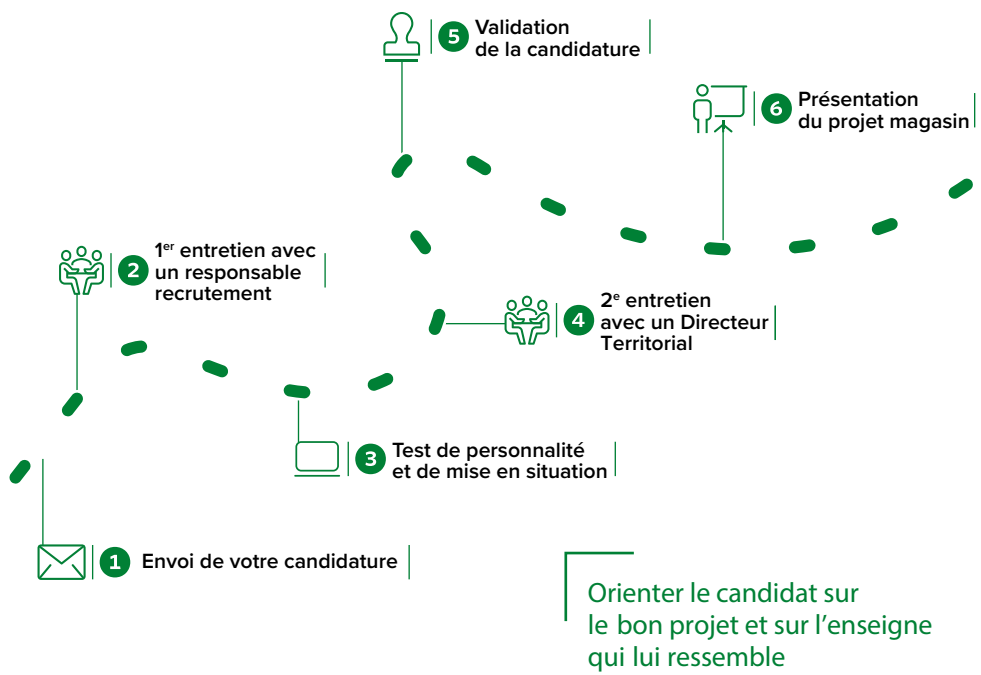 1 Envoi de votre candidature
2 1er entretien avec
un responsable
recrutement
3 Test de personnalité
et de mise en situation
4 2e entretien
avec un Directeur
Territorial
5 Validation
de la candidature
6 Présentation
du projet magasin
Orienter le candidat sur
le bon projet et sur l'enseigne
qui lui ressemble